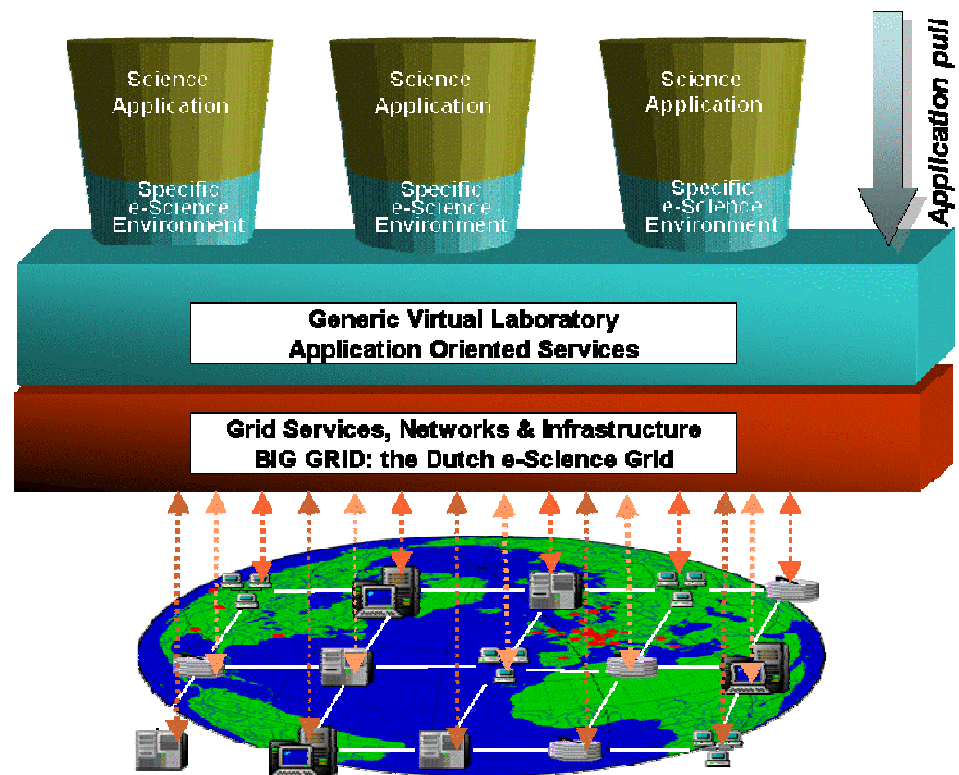 Science
Application
Specific
e-Science
Environment
Science
Application
Specific
e-Science
Environment
Science
Application
Specific
e-Science
Environment
Application pull
Generic Virtual Laboratory
Application Oriented Services
Grid Services, Networks & Infrastructure
BIG GRID: the Dutch e-Science Grid